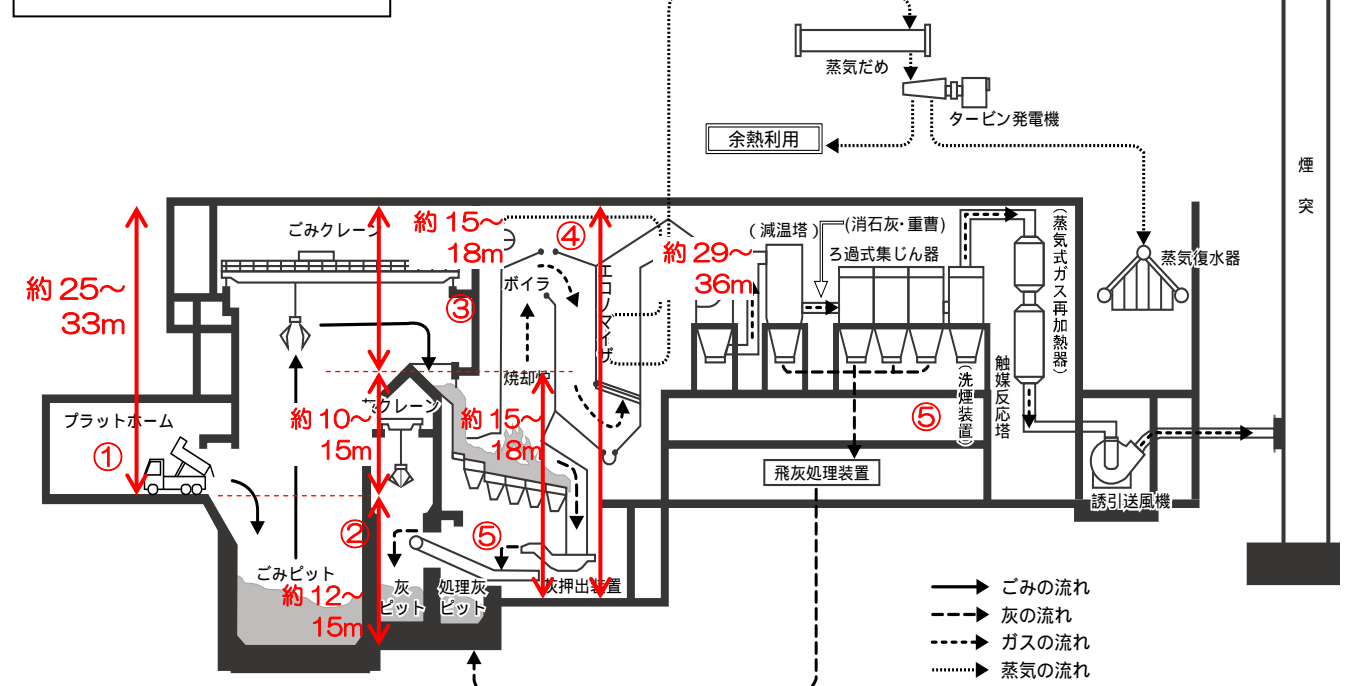 蒸気だめ
タービン発電機
余熱利用
煙突
ごみクレーン
約 15～
18m
④
(減温塔)
(消石灰・重曹)
ろ過式集じん器
(蒸気式ガス再加熱器)
蒸気復水器
約 25～
33m
③
ボイラ
エコノマイザ
約 29～
36m
焼却炉
灰クレーン
プラットホーム
①
約 10～
15m
約 15～
18m
⑤
(洗煙装置)
触媒反応塔
飛灰処理装置
誘引送風機
②
⑤
ごみピット
約 12～
15m
灰
ピット
処理灰
ピット
灰押出装置
ごみの流れ
灰の流れ
ガスの流れ
蒸気の流れ